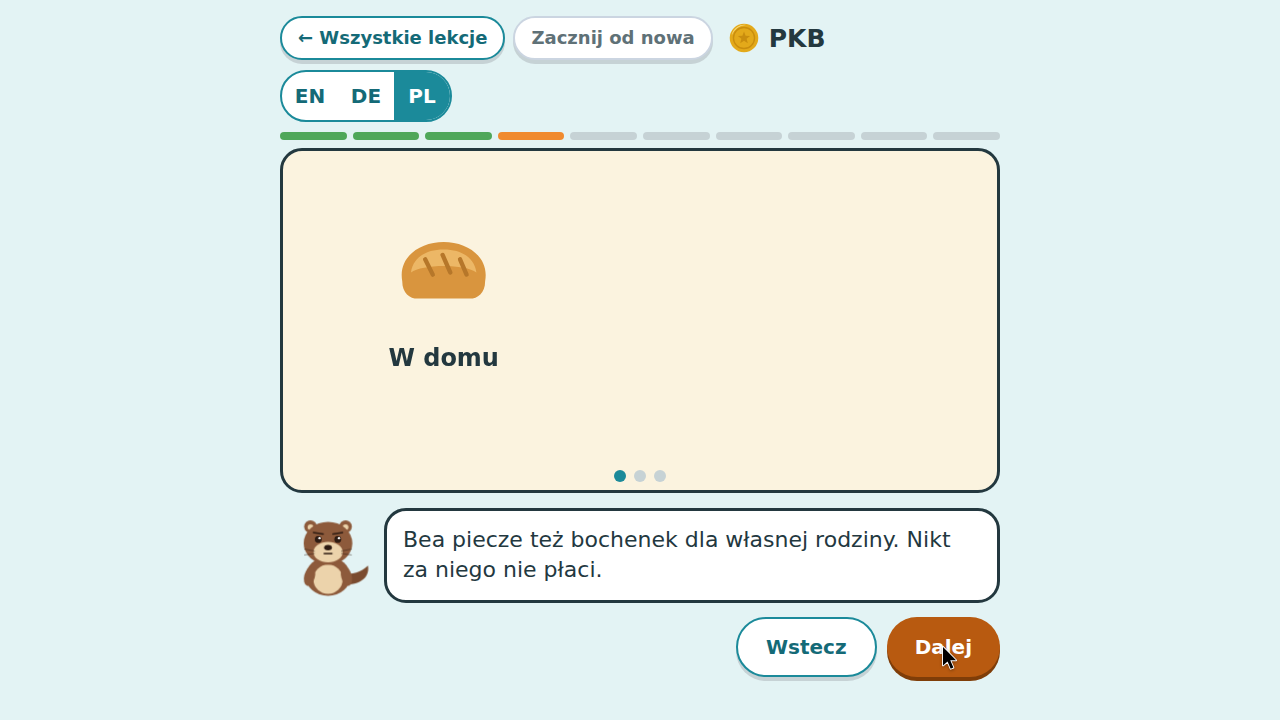 ← Wszystkie lekcje
Zacznij od nowa
PKB
EN DE PL
W domu
Bea piecze też bochenek dla własnej rodziny. Nikt
za niego nie płaci.
Wstecz
Dalej